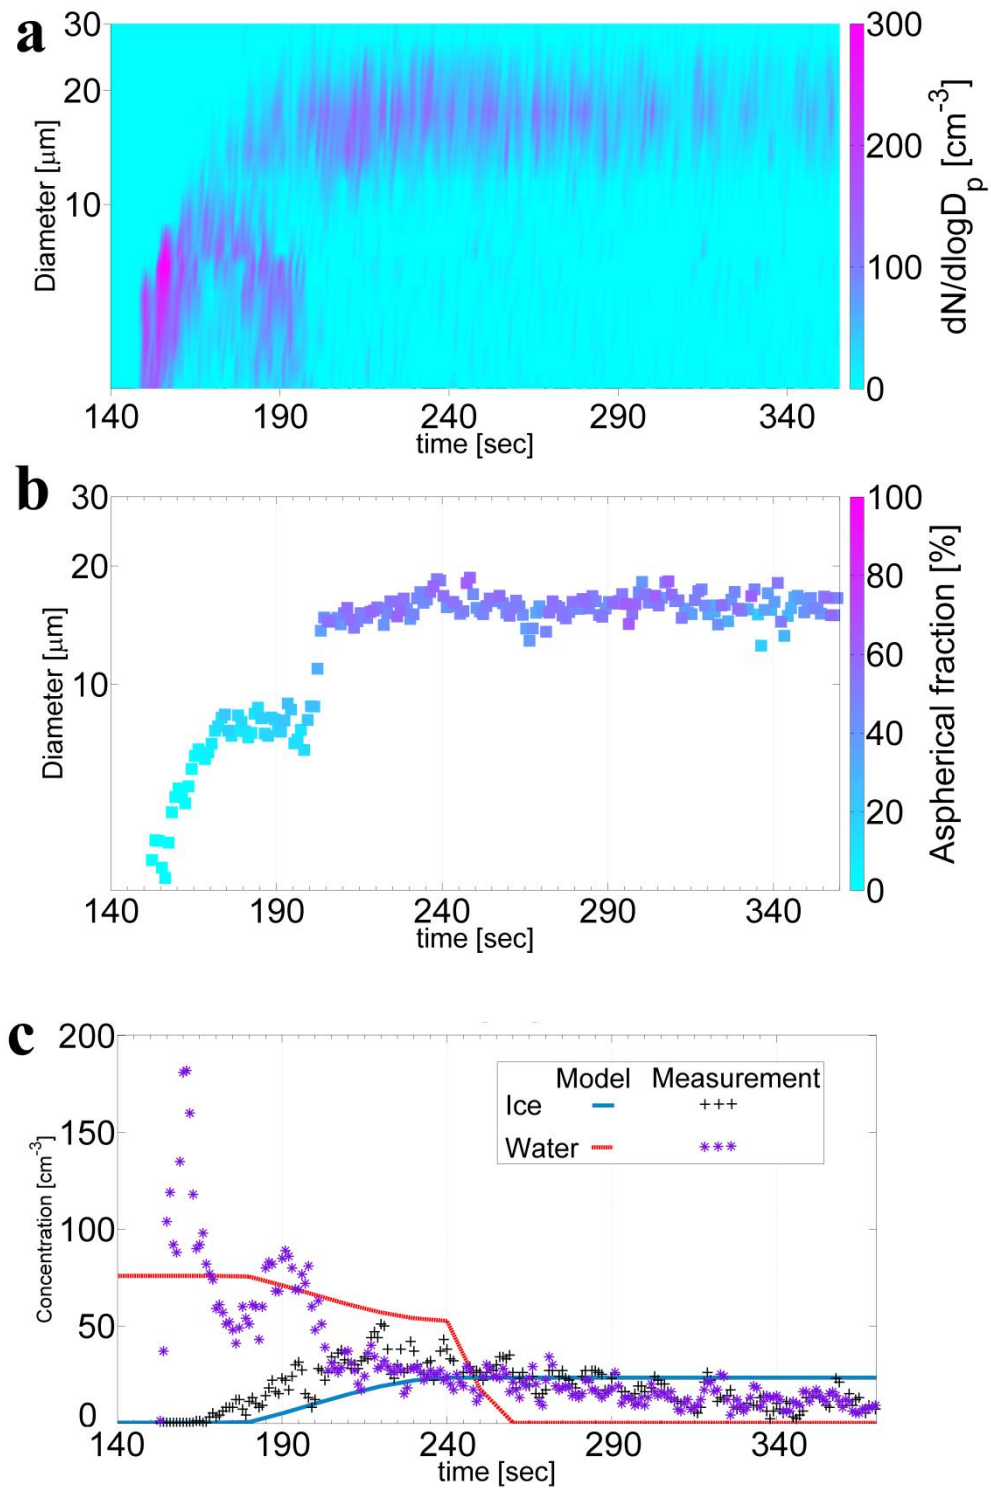 a
30
20
10
Diameter [μm]
140 190 240 290 340
time [sec]
300
200
100
0
dN/dlogDp [cm-3]
b
30
20
10
Diameter [μm]
140 190 240 290 340
time [sec]
100
80
60
40
20
0
Aspherical fraction [%]
c
200
150
100
50
0
Concentration [cm-3]
Model Measurement
Ice
Water
140 190 240 290 340
time [sec]